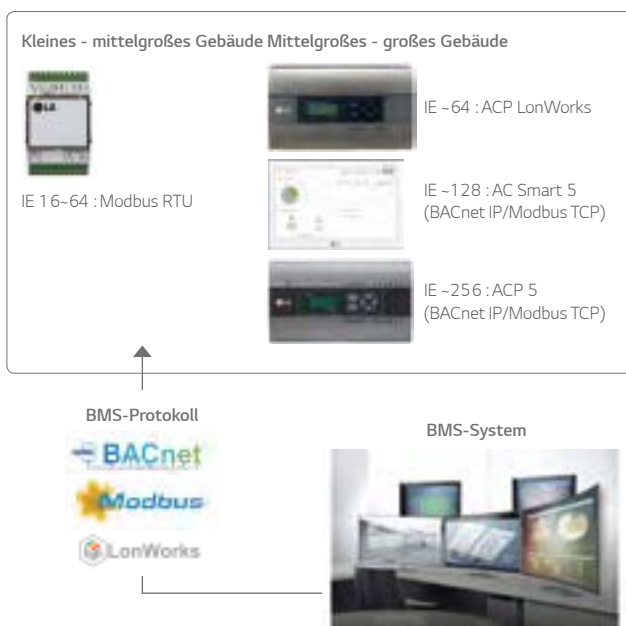 Kleines - mittelgroßes Gebäude Mittelgroßes - großes Gebäude
LG
IE 16~64 : Modbus RTU
IE ~64 : ACP LonWorks
IE ~128 : AC Smart 5
(BACnet IP/Modbus TCP)
IE ~256 : ACP 5
(BACnet IP/Modbus TCP)
BMS-Protokoll
BACnet
Modbus
LonWorks
BMS-System